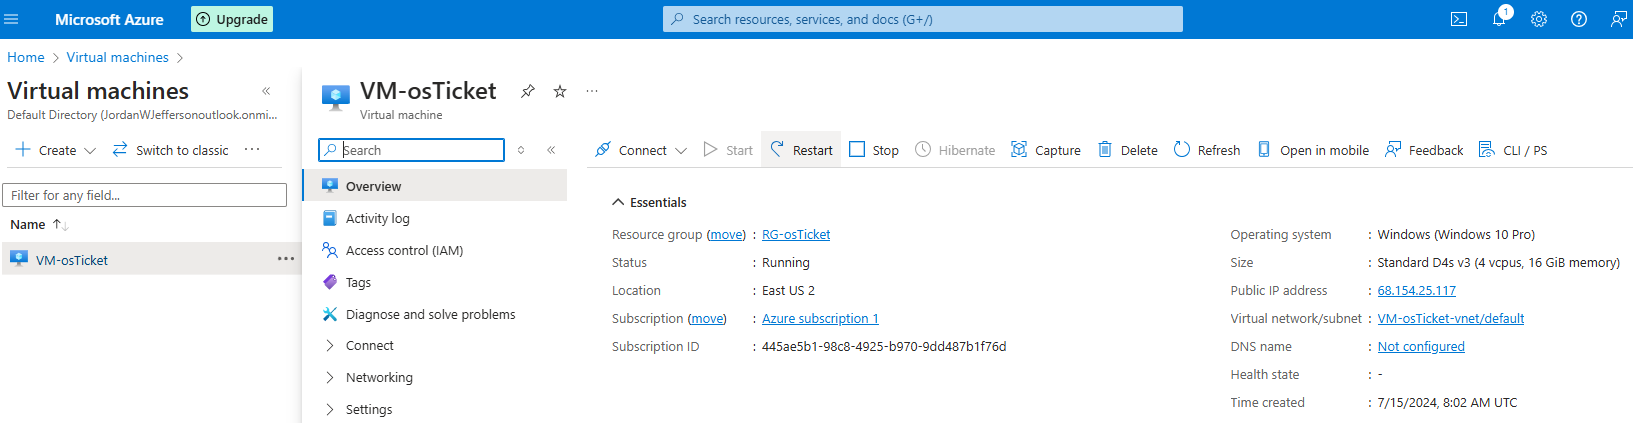 Microsoft Azure
Upgrade
Search resources, services, and docs (G+/)
1
Home > Virtual machines >
Virtual machines
Default Directory (JordanWJeffersonoutlook.onmi...
Create
Switch to classic
...
Filter for any field...
Name ↑↓
VM-osTicket
...
VM-osTicket
...
Virtual machine
Search
Overview
Activity log
Access control (IAM)
Tags
Diagnose and solve problems
Connect
Networking
Settings
Connect
Start
Restart
Stop
Hibernate
Capture
Delete
Refresh
Open in mobile
Feedback
CLI / PS
Essentials
Resource group (move) : RG-osTicket
Status : Running
Location : East US 2
Subscription (move) : Azure subscription 1
Subscription ID : 445ae5b1-98c8-4925-b970-9dd487b1f76d
Operating system : Windows (Windows 10 Pro)
Size : Standard D4s v3 (4 vcpus, 16 GiB memory)
Public IP address : 68.154.25.117
Virtual network/subnet : VM-osTicket-vnet/default
DNS name : Not configured
Health state : -
Time created : 7/15/2024, 8:02 AM UTC